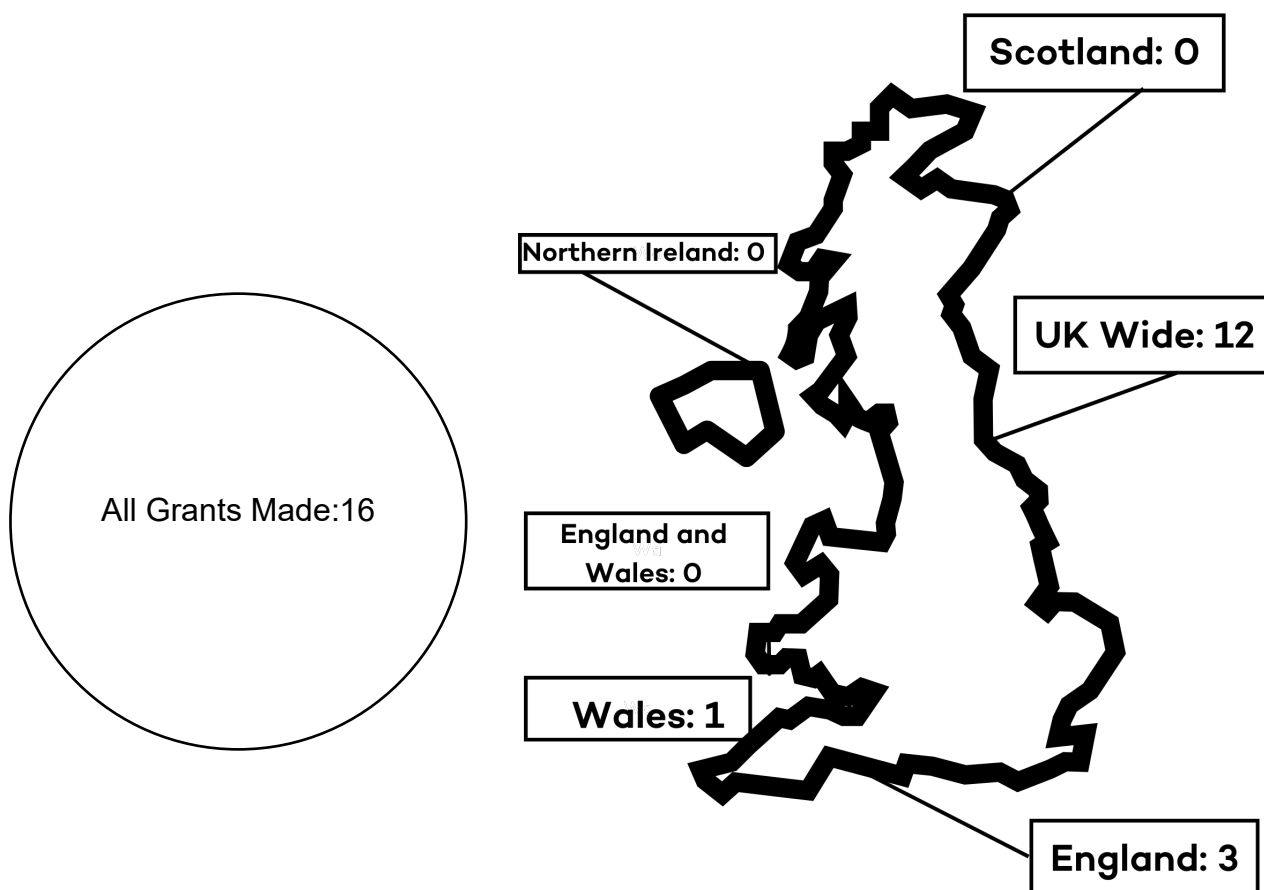 Scotland: 0
Northern Ireland: 0
UK Wide: 12
All Grants Made:16
England and
Wales: 0
Wales: 1
England: 3